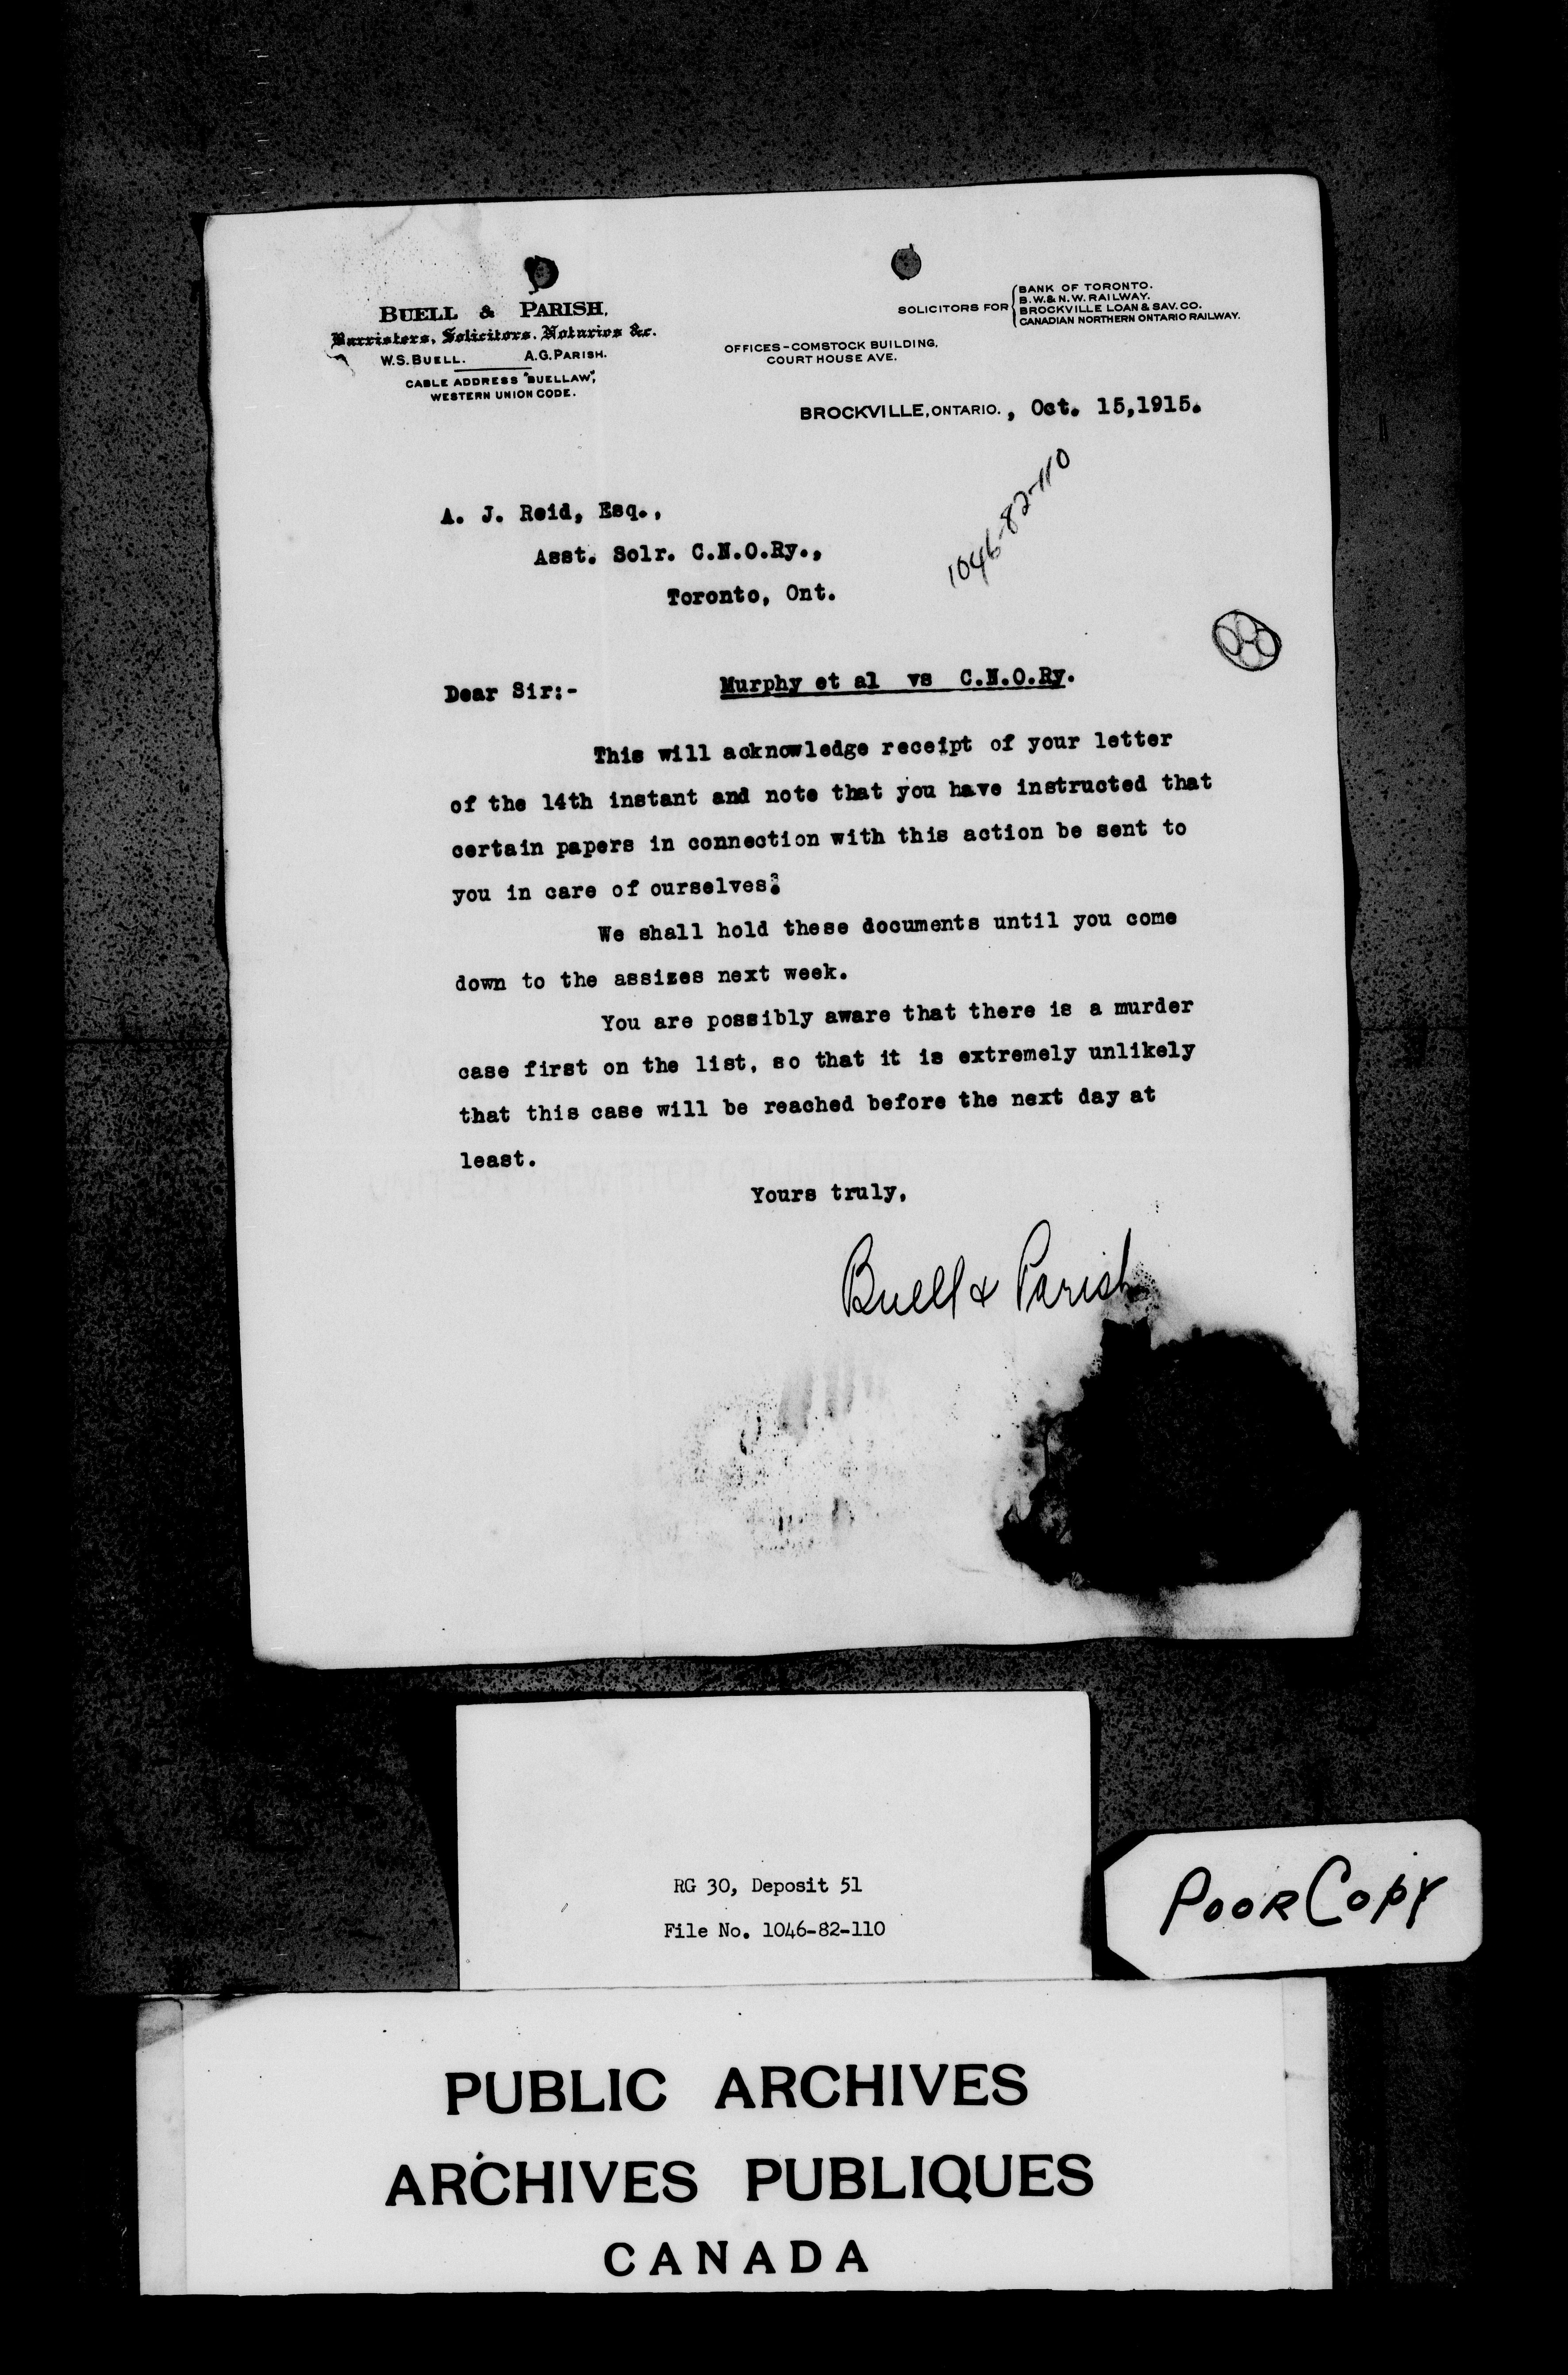 BUELL & PARISH,
Barristers, Solicitors, Notaries &c.
W.S. BUELL. A.G. PARISH.
CABLE ADDRESS "BUELLAW",
WESTERN UNION CODE.
SOLICITORS FOR
BANK OF TORONTO.
B.W.& N.W. RAILWAY.
BROCKVILLE LOAN & SAV. CO.
CANADIAN NORTHERN ONTARIO RAILWAY.
OFFICES-COMSTOCK BUILDING,
COURT HOUSE AVE.
BROCKVILLE, ONTARIO., Oct. 15,1915.
1046-82-110
A. J. Reid, Esq.,
Asst. Solr. C.N.O.Ry.,
Toronto, Ont.
Dear Sir:- Murphy et al vs C.N.O.Ry.
This will acknowledge receipt of your letter
of the 14th instant and note that you have instructed that
certain papers in connection with this action be sent to
you in care of ourselves.
We shall hold these documents until you come
down to the assizes next week.
You are possibly aware that there is a murder
case first on the list, so that it is extremely unlikely
that this case will be reached before the next day at
least.
Yours truly,
Buell & Parish
RG 30, Deposit 51
File No. 1046-82-110
POOR COPY
PUBLIC ARCHIVES
ARCHIVES PUBLIQUES
CANADA